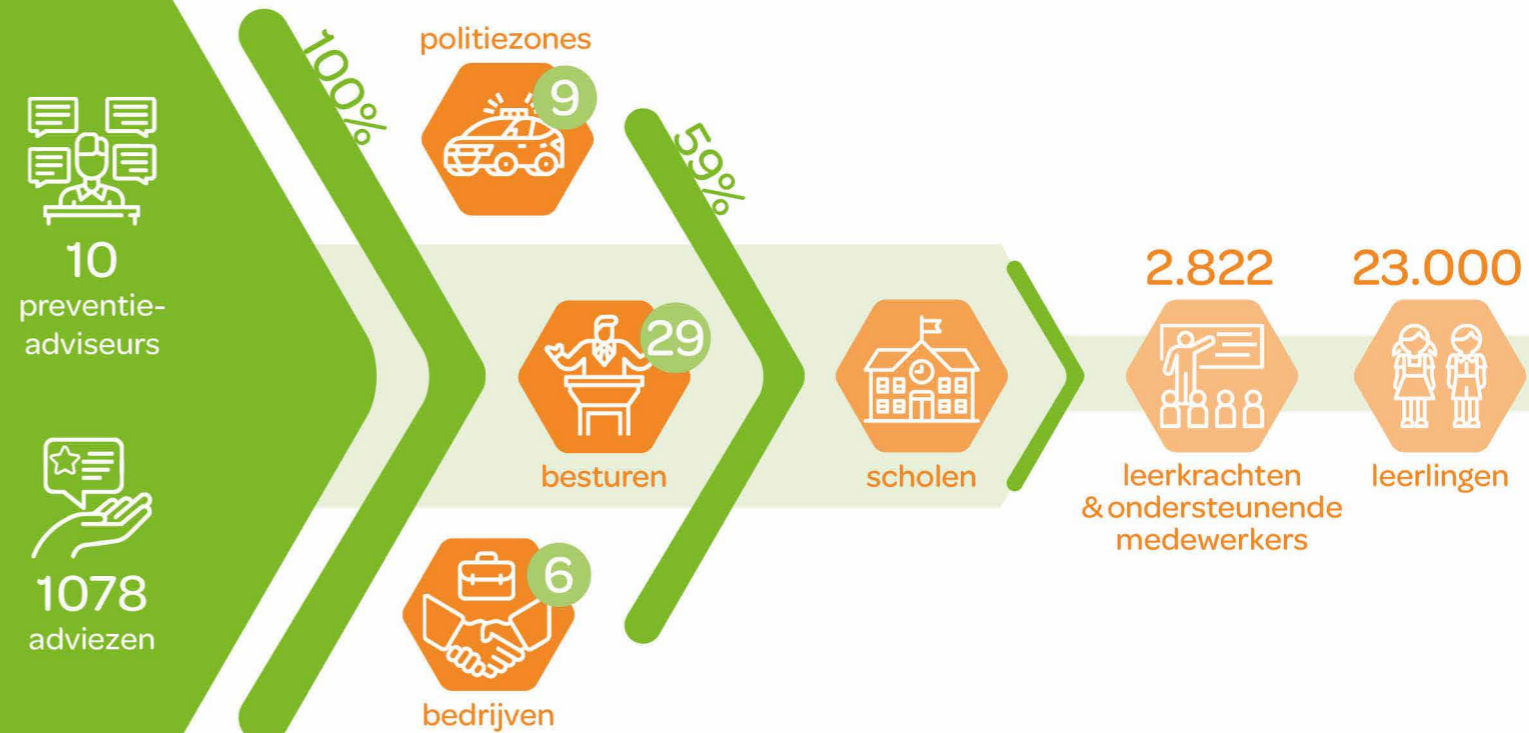 10
preventie-
adviseurs
1078
adviezen
100%
politiezones
9
besturen
29
bedrijven
6
59%
scholen
2.822
leerkrachten
& ondersteunende
medewerkers
23.000
leerlingen